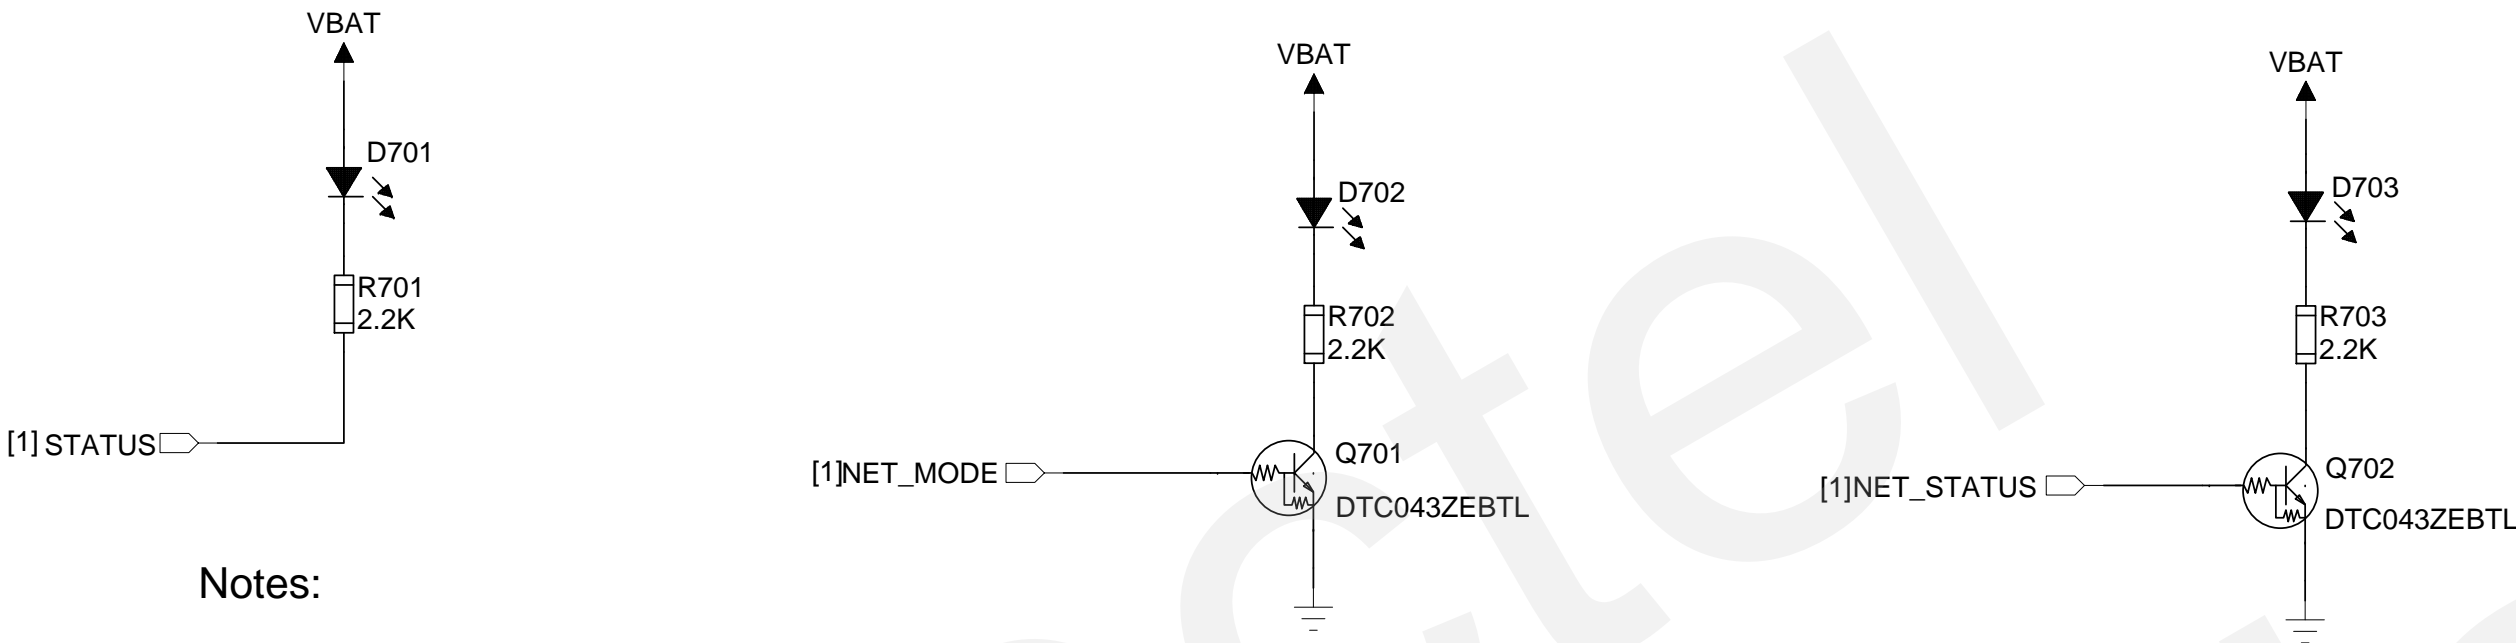 VBAT
D701
R701
2.2K
[1] STATUS
Notes:
VBAT
D702
R702
2.2K
[1]NET_MODE
Q701
DTC043ZEBTL
VBAT
D703
R703
2.2K
[1]NET_STATUS
Q702
DTC043ZEBTL